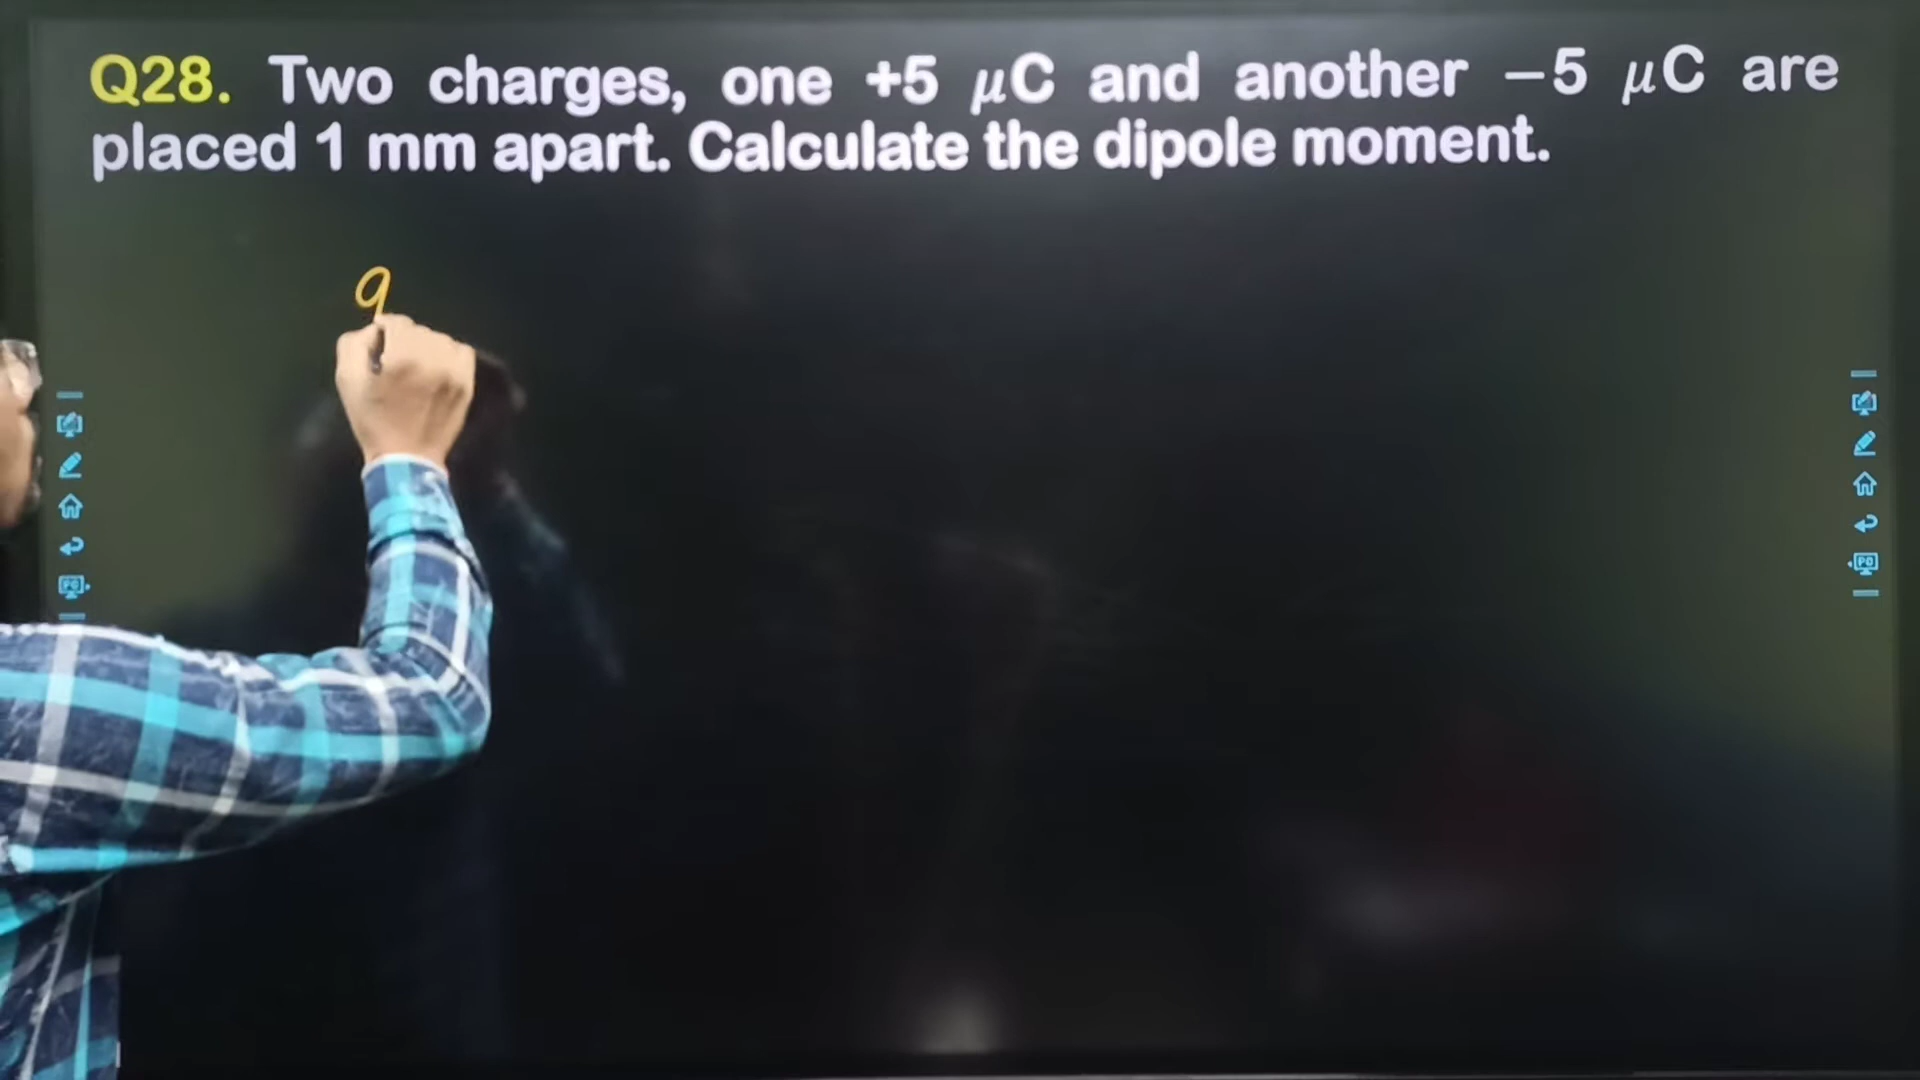 Q28. Two charges, one +5 μC and another −5 μC are
placed 1 mm apart. Calculate the dipole moment.
q